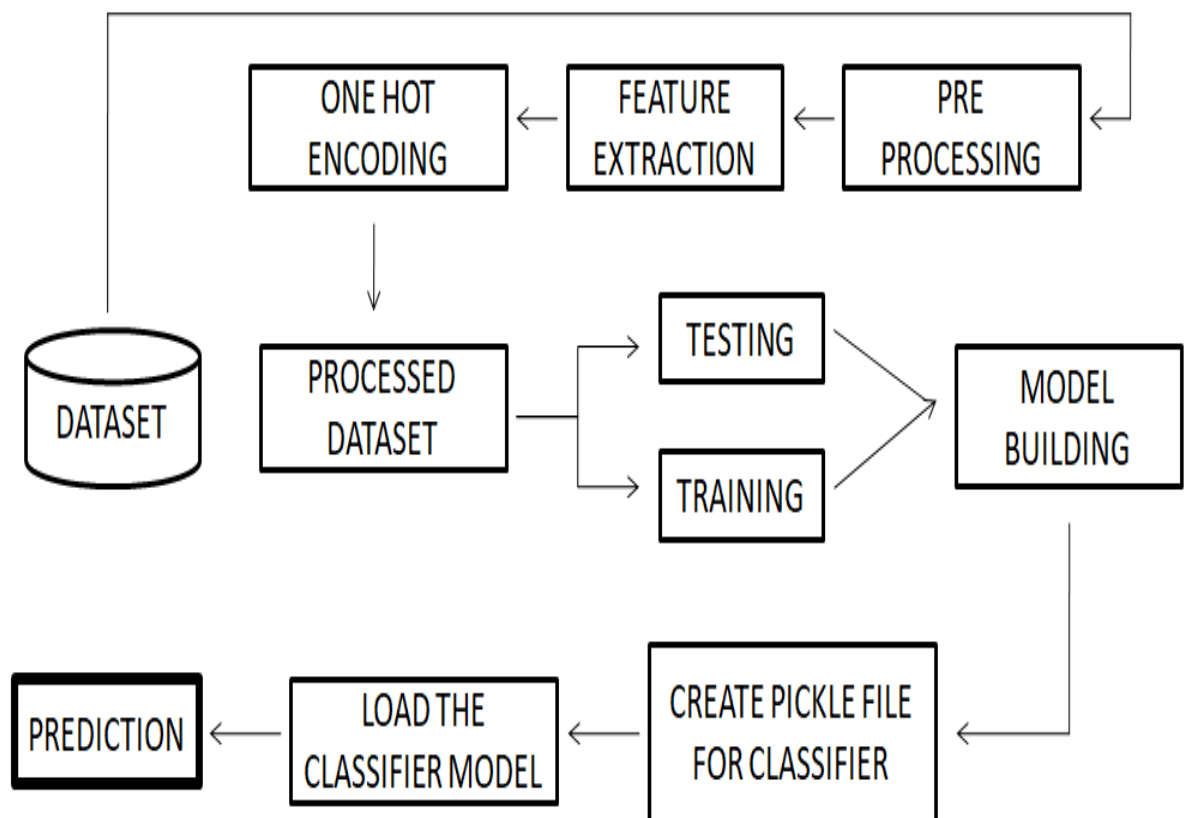 ONE HOT
ENCODING
FEATURE
EXTRACTION
PRE
PROCESSING
DATASET
PROCESSED
DATASET
TESTING
TRAINING
MODEL
BUILDING
PREDICTION
LOAD THE
CLASSIFIER MODEL
CREATE PICKLE FILE
FOR CLASSIFIER